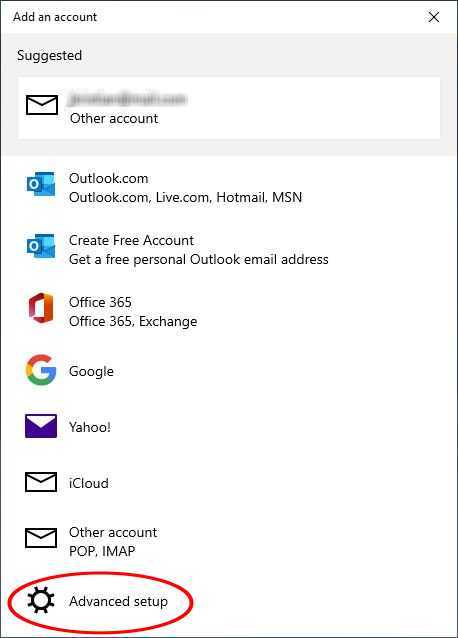 Add an account
Suggested
Other account
Outlook.com
Outlook.com, Live.com, Hotmail, MSN
Create Free Account
Get a free personal Outlook email address
Office 365
Office 365, Exchange
Google
Yahoo!
iCloud
Other account
POP, IMAP
Advanced setup